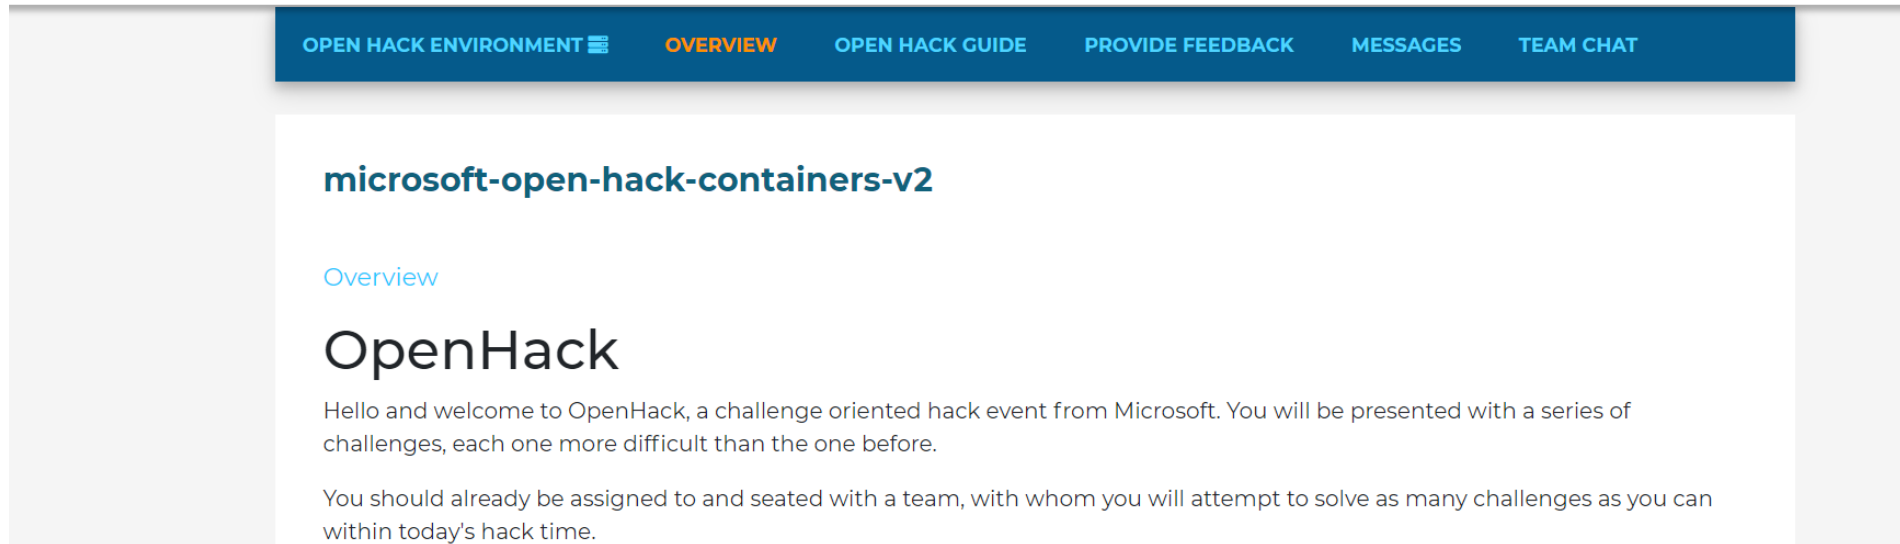 OPEN HACK ENVIRONMENT OVERVIEW OPEN HACK GUIDE PROVIDE FEEDBACK MESSAGES TEAM CHAT
microsoft-open-hack-containers-v2
Overview
OpenHack
Hello and welcome to OpenHack, a challenge oriented hack event from Microsoft. You will be presented with a series of
challenges, each one more difficult than the one before.
You should already be assigned to and seated with a team, with whom you will attempt to solve as many challenges as you can
within today's hack time.